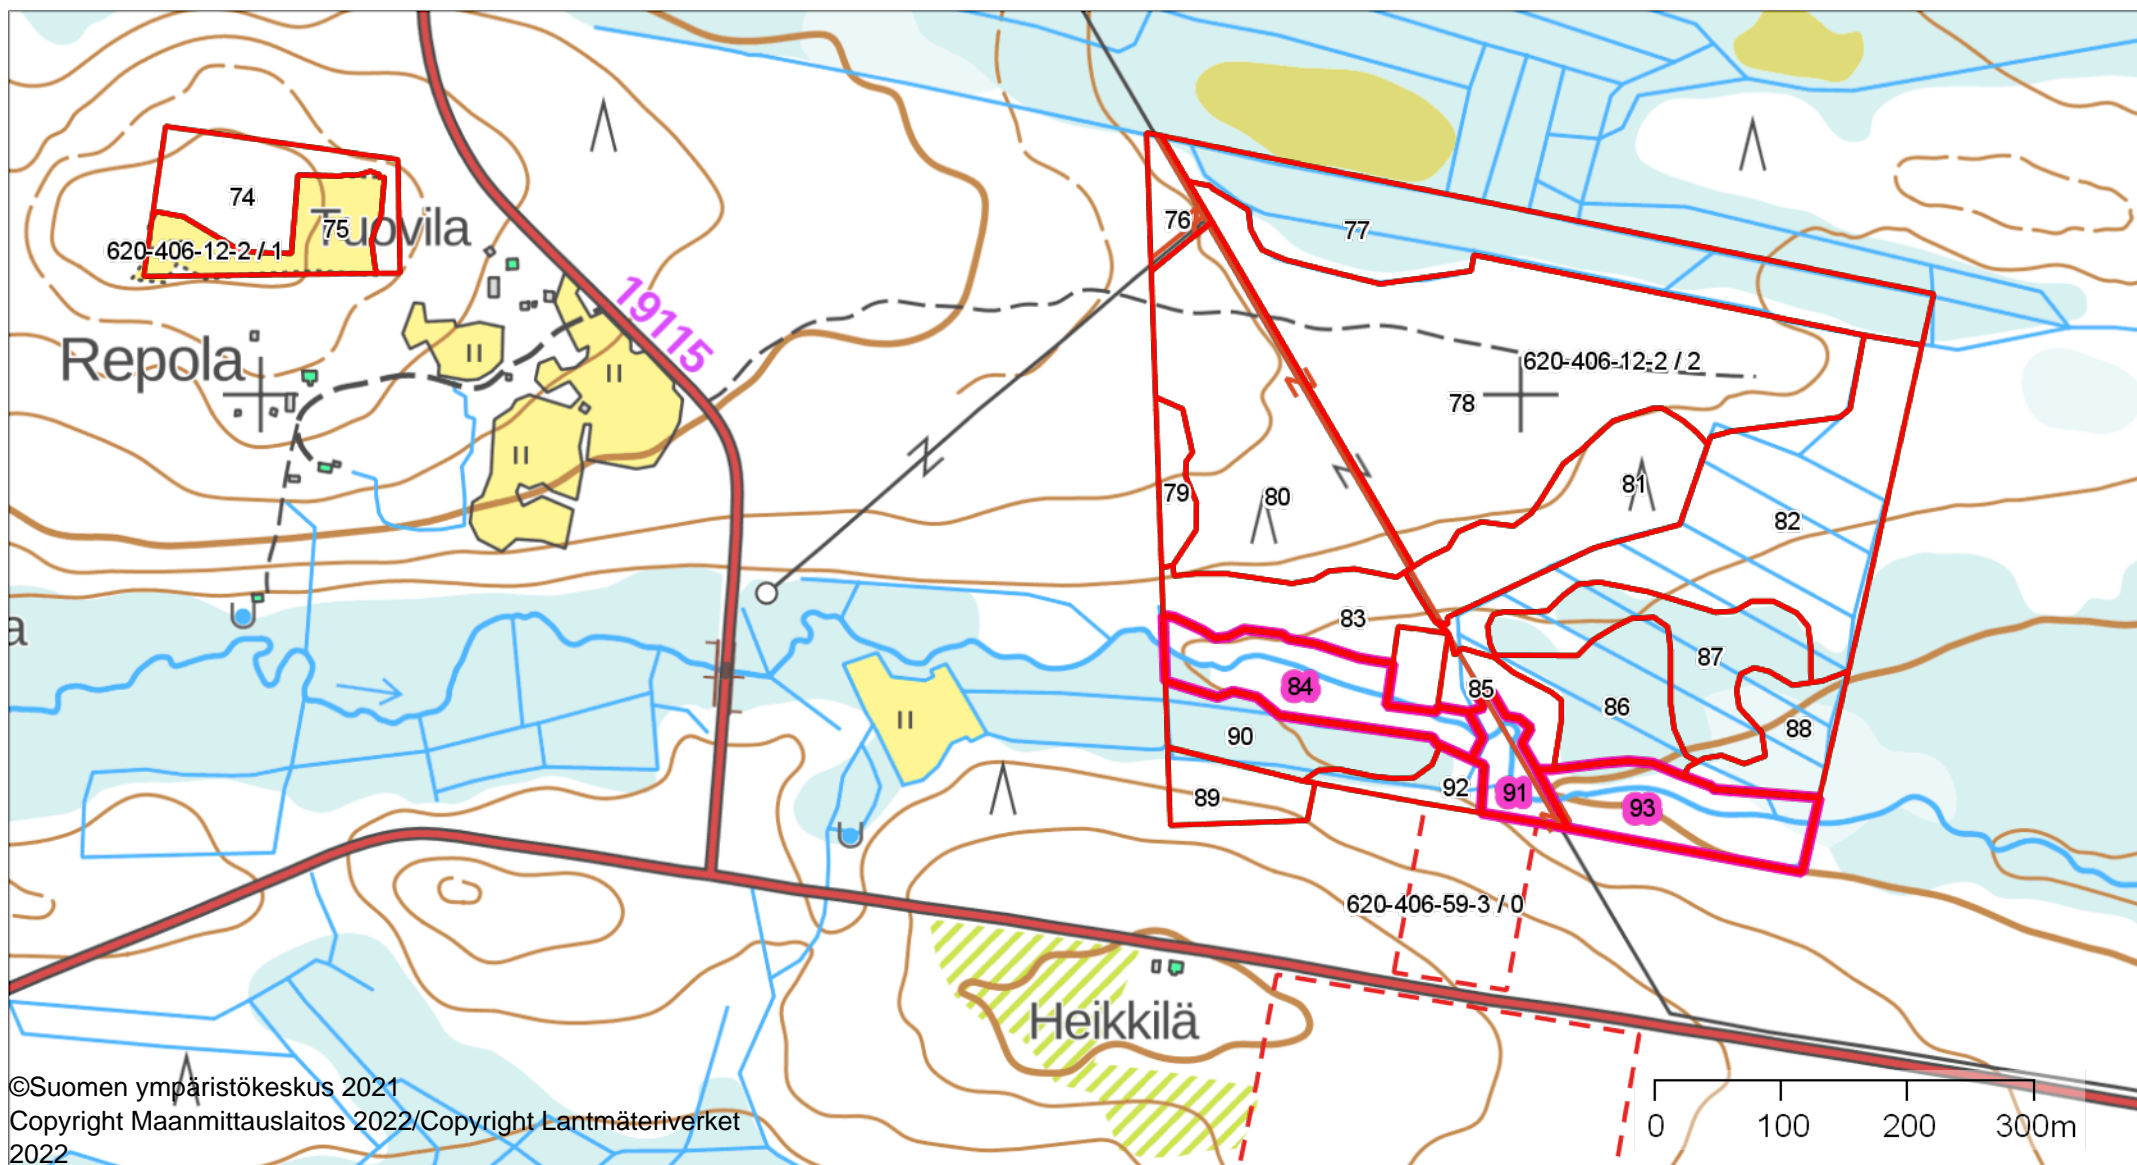 74
75
Tuovila
620-406-12-2 / 1
19115
Repola
76
77
620-406-12-2 / 2
78
79
80
81
82
83
84
85
86
87
88
89
90
91
92
93
a
620-406-59-3 / 0
Heikkilä
©Suomen ympäristökeskus 2021
Copyright Maanmittauslaitos 2022/Copyright Lantmäteriverket
2022
0 100 200 300m